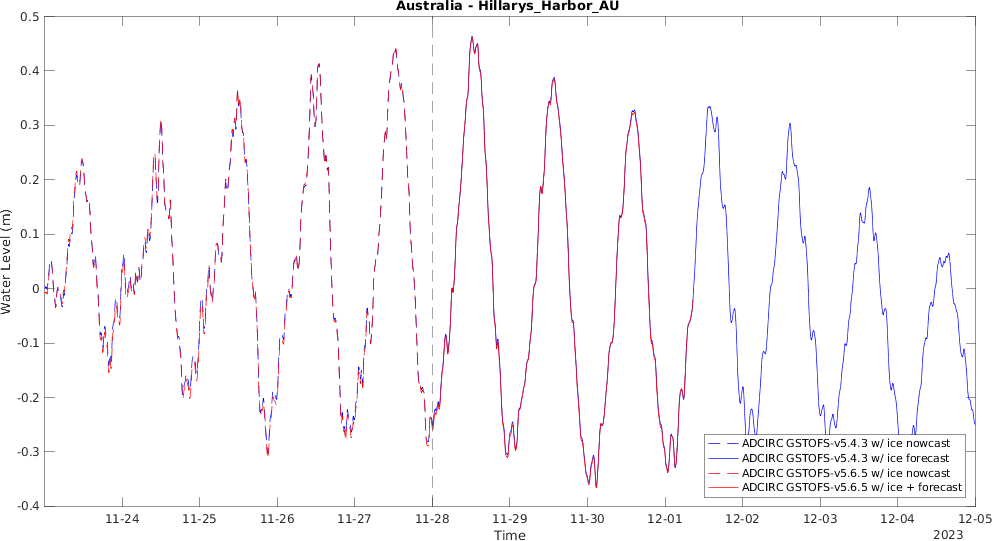 Australia - Hillarys_Harbor_AU
0.5
0.4
0.3
0.2
0.1
0
-0.1
-0.2
-0.3
-0.4
Water Level (m)
ADCIRC GSTOFS-v5.4.3 w/ ice nowcast
ADCIRC GSTOFS-v5.4.3 w/ ice forecast
ADCIRC GSTOFS-v5.6.5 w/ ice nowcast
ADCIRC GSTOFS-v5.6.5 w/ ice + forecast
11-24 11-25 11-26 11-27 11-28 11-29 11-30 12-01 12-02 12-03 12-04 12-05
Time
2023